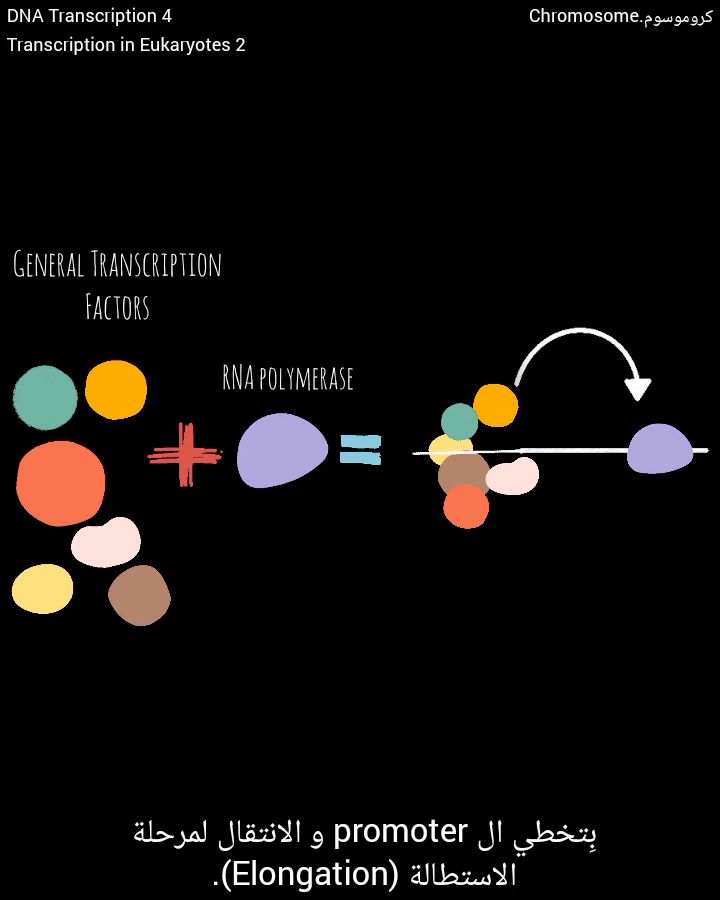 DNA Transcription 4
Transcription in Eukaryotes 2
Chromosome.كروموسوم
GENERAL TRANSCRIPTION
FACTORS
RNA POLYMERASE
بِتخطي ال promoter و الانتقال لمرحلة
الاستطالة (Elongation).